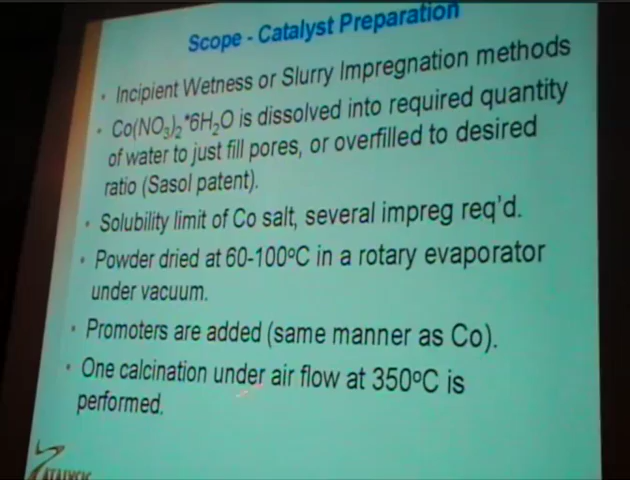 Scope - Catalyst Preparation
• Incipient Wetness or Slurry Impregnation methods
• Co(NO3)2*6H2O is dissolved into required quantity
of water to just fill pores, or overfilled to desired
ratio (Sasol patent).
• Solubility limit of Co salt, several impreg req'd.
• Powder dried at 60-100ºC in a rotary evaporator
under vacuum.
• Promoters are added (same manner as Co).
• One calcination under air flow at 350ºC is
performed.